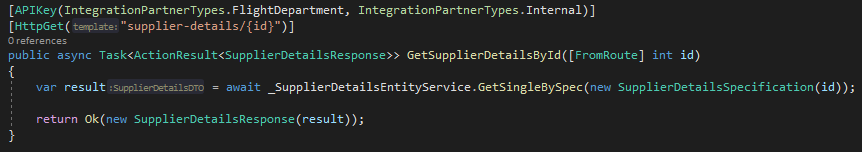 [APIKey(IntegrationPartnerTypes.FlightDepartment, IntegrationPartnerTypes.Internal)]
[HttpGet(template:"supplier-details/{id}")]
0 references
public async Task<ActionResult<SupplierDetailsResponse>> GetSupplierDetailsById([FromRoute] int id)
{
var result:SupplierDetailsDTO = await _SupplierDetailsEntityService.GetSingleBySpec(new SupplierDetailsSpecification(id));
return Ok(new SupplierDetailsResponse(result));
}